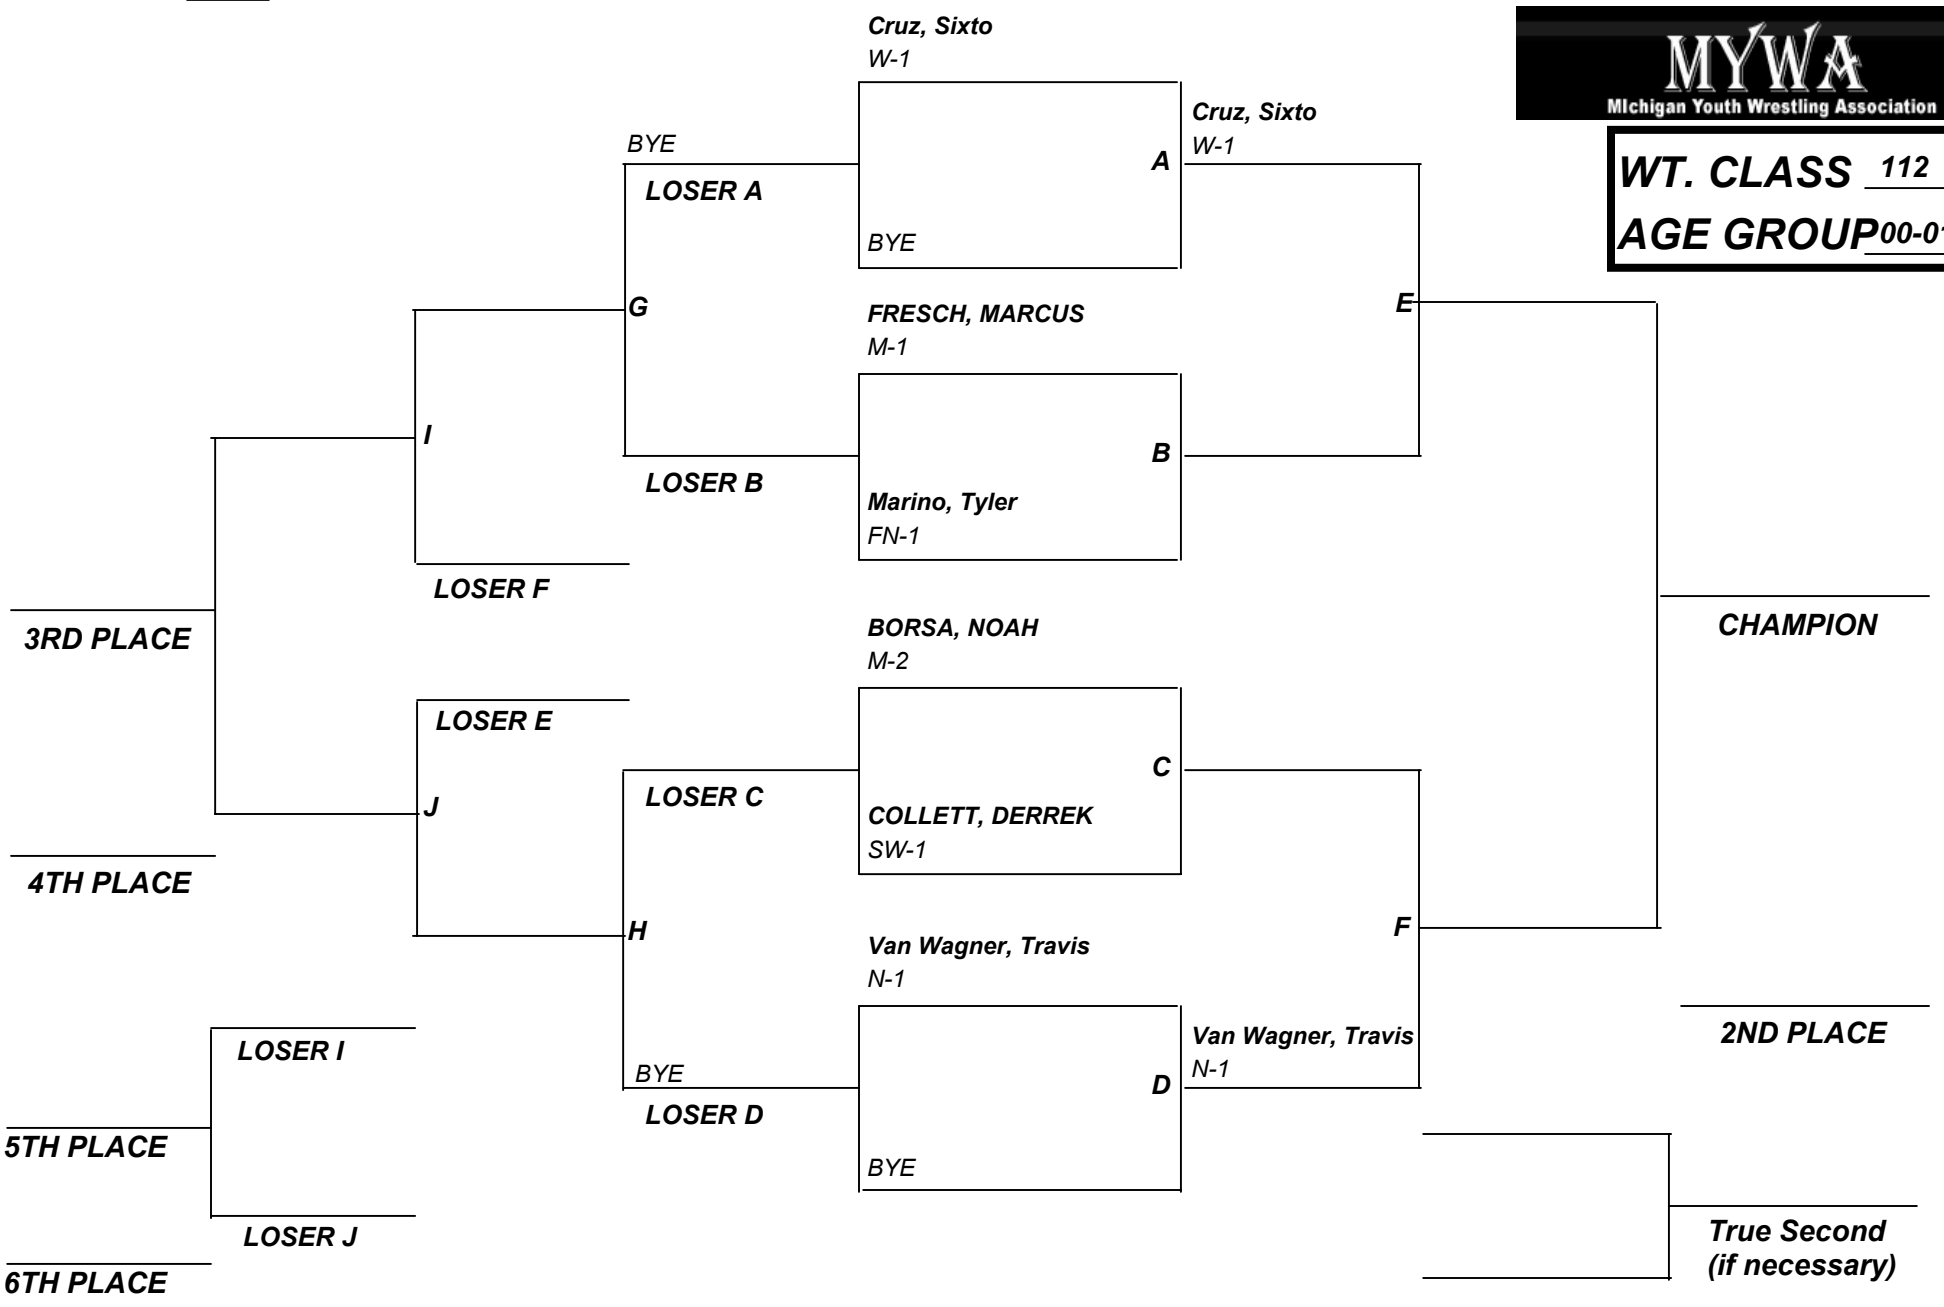 MYWA
MIchigan Youth Wrestling Association
WT. CLASS 112
AGE GROUP 00-01
Cruz, Sixto
W-1
BYE
LOSER A
A
Cruz, Sixto
W-1
BYE
G
FRESCH, MARCUS
M-1
E
I
LOSER B
B
Marino, Tyler
FN-1
LOSER F
3RD PLACE
BORSA, NOAH
M-2
CHAMPION
LOSER E
J
LOSER C
C
COLLETT, DERREK
SW-1
4TH PLACE
H
Van Wagner, Travis
N-1
F
LOSER I
BYE
LOSER D
D
Van Wagner, Travis
N-1
2ND PLACE
5TH PLACE
BYE
LOSER J
6TH PLACE
True Second
(if necessary)